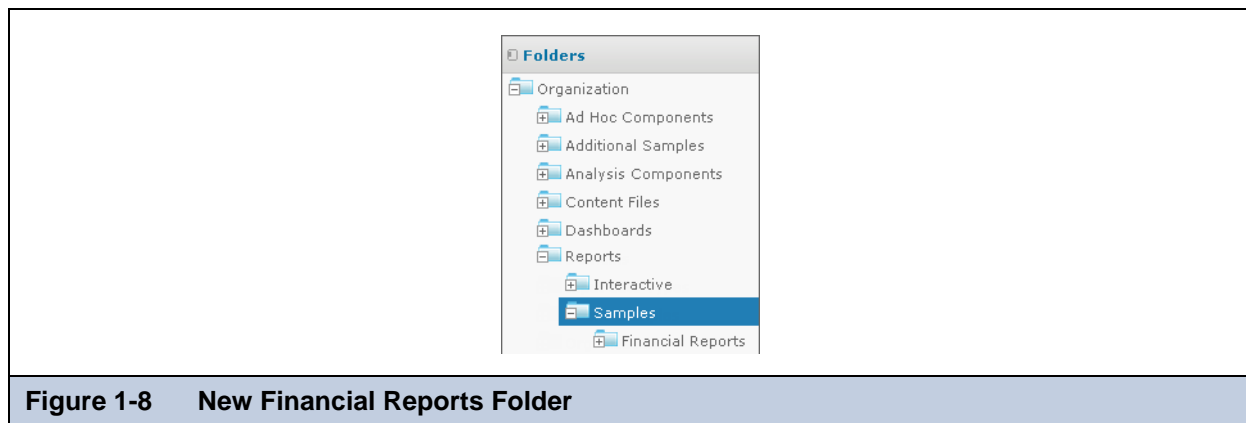 Folders
Organization
Ad Hoc Components
Additional Samples
Analysis Components
Content Files
Dashboards
Reports
Interactive
Samples
Financial Reports
Figure 1-8 New Financial Reports Folder